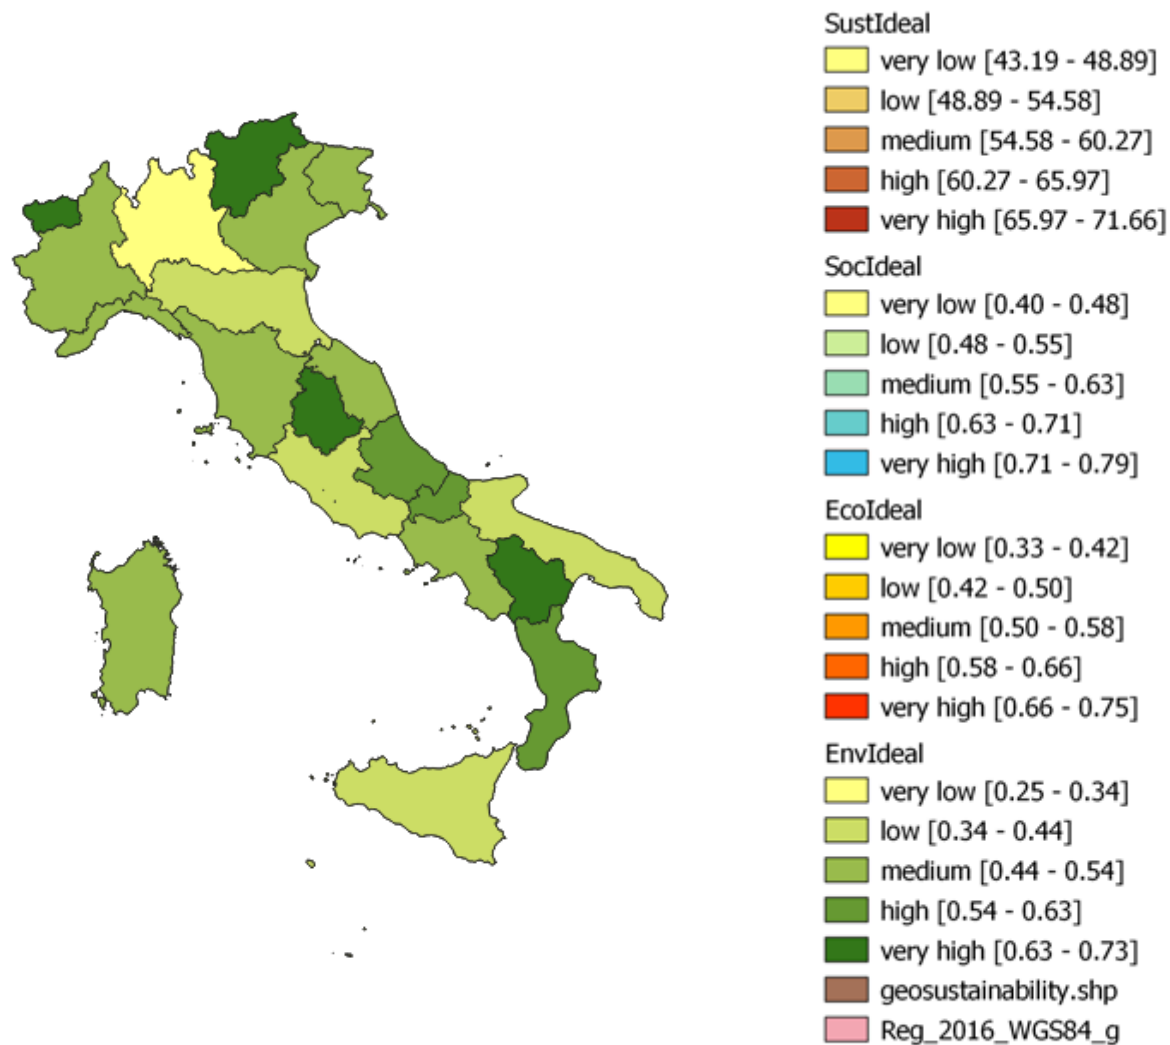 SustIdeal
very low [43.19 - 48.89]
low [48.89 - 54.58]
medium [54.58 - 60.27]
high [60.27 - 65.97]
very high [65.97 - 71.66]
SocIdeal
very low [0.40 - 0.48]
low [0.48 - 0.55]
medium [0.55 - 0.63]
high [0.63 - 0.71]
very high [0.71 - 0.79]
EcoIdeal
very low [0.33 - 0.42]
low [0.42 - 0.50]
medium [0.50 - 0.58]
high [0.58 - 0.66]
very high [0.66 - 0.75]
EnvIdeal
very low [0.25 - 0.34]
low [0.34 - 0.44]
medium [0.44 - 0.54]
high [0.54 - 0.63]
very high [0.63 - 0.73]
geosustainability.shp
Reg_2016_WGS84_g